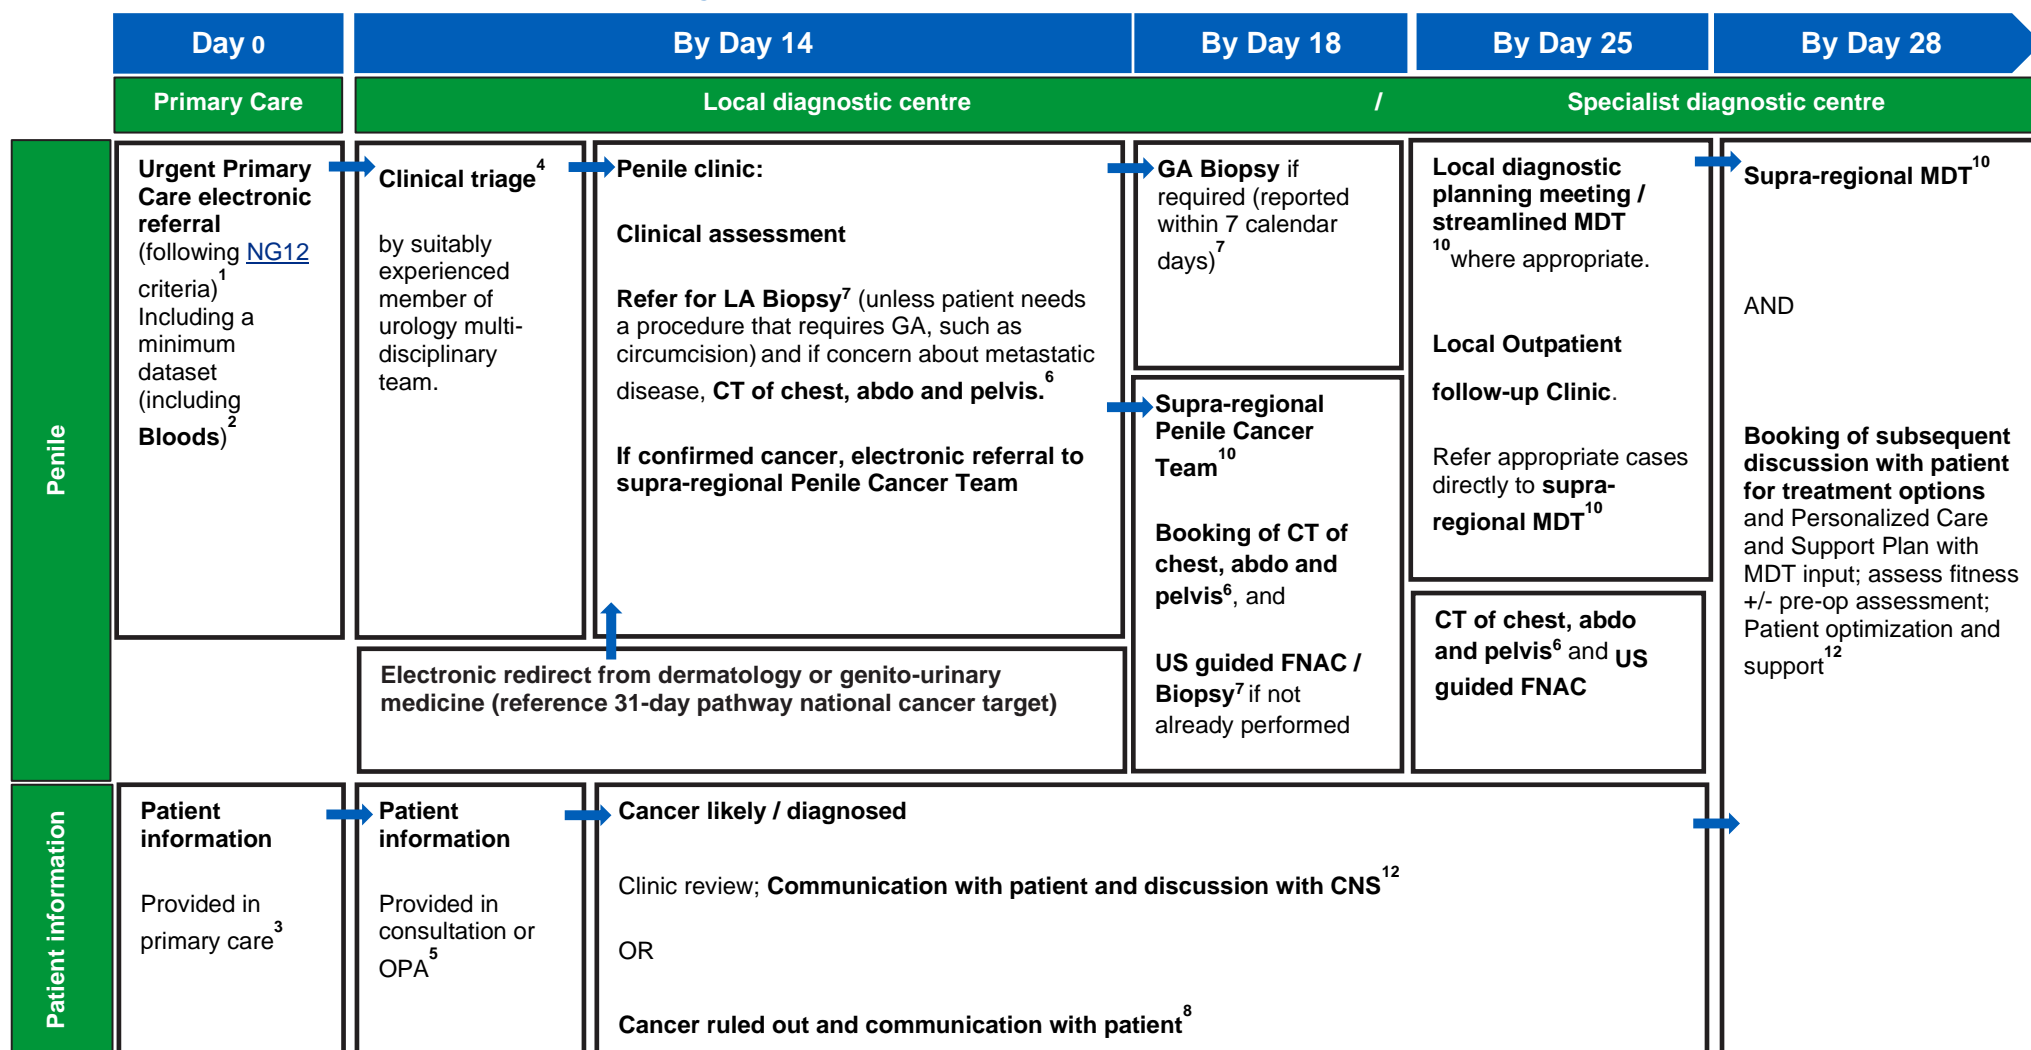 Day 0
By Day 14
By Day 18
By Day 25
By Day 28
Primary Care
Local diagnostic centre
/
Specialist diagnostic centre
Penile
Urgent Primary
Care electronic
referral
(following NG12
criteria)1
Including a
minimum
dataset
(including
Bloods)2
Clinical triage4
by suitably
experienced
member of
urology multi-
disciplinary
team.
Penile clinic:
Clinical assessment
Refer for LA Biopsy7 (unless patient needs
a procedure that requires GA, such as
circumcision) and if concern about metastatic
disease, CT of chest, abdo and pelvis.6
If confirmed cancer, electronic referral to
supra-regional Penile Cancer Team
Electronic redirect from dermatology or genito-urinary
medicine (reference 31-day pathway national cancer target)
GA Biopsy if
required (reported
within 7 calendar
days)7
Supra-regional
Penile Cancer
Team10
Booking of CT of
chest, abdo and
pelvis6, and
US guided FNAC /
Biopsy7 if not
already performed
Local diagnostic
planning meeting /
streamlined MDT
10 where appropriate.
Local Outpatient
follow-up Clinic.
Refer appropriate cases
directly to supra-
regional MDT10
CT of chest, abdo
and pelvis6 and US
guided FNAC
Supra-regional MDT10
AND
Booking of subsequent
discussion with patient
for treatment options
and Personalized Care
and Support Plan with
MDT input; assess fitness
+/- pre-op assessment;
Patient optimization and
support12
Patient information
Patient
information
Provided in
primary care3
Patient
information
Provided in
consultation or
OPA5
Cancer likely / diagnosed
Clinic review; Communication with patient and discussion with CNS12
OR
Cancer ruled out and communication with patient8